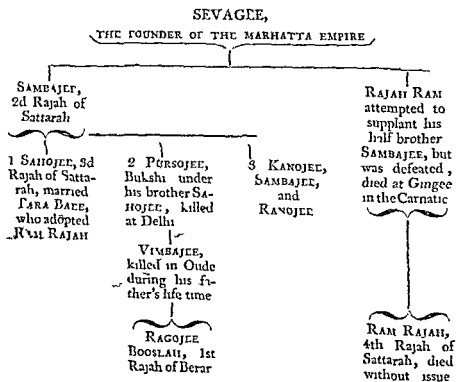 SEVAGEE,
THE FOUNDER OF THE MARHATTA EMPIRE
SAMBAJEE,
2d Rajah of
Sattarah
RAJAH RAM
attempted to
supplant his
half brother
SAMBAJEE, but
was defeated,
died at Gingee
in the Carnatic
1 SAHOJEE, 3d
Rajah of Satta-
rah, married
TARA BAEE,
who adopted
RAM RAJAH
2 PURSOJEE,
Bukshi under
his brother SA-
HOJEE, killed
at Delhi
3 KANOJEE,
SAMBAJEE,
and
RANOJEE
VIMBAJEE,
killed in Oude
during his fa-
ther's life time
RAGOJEE
BOOSLAH, 1st
Rajah of Berar
RAM RAJAH,
4th Rajah of
Sattarah, died
without issue